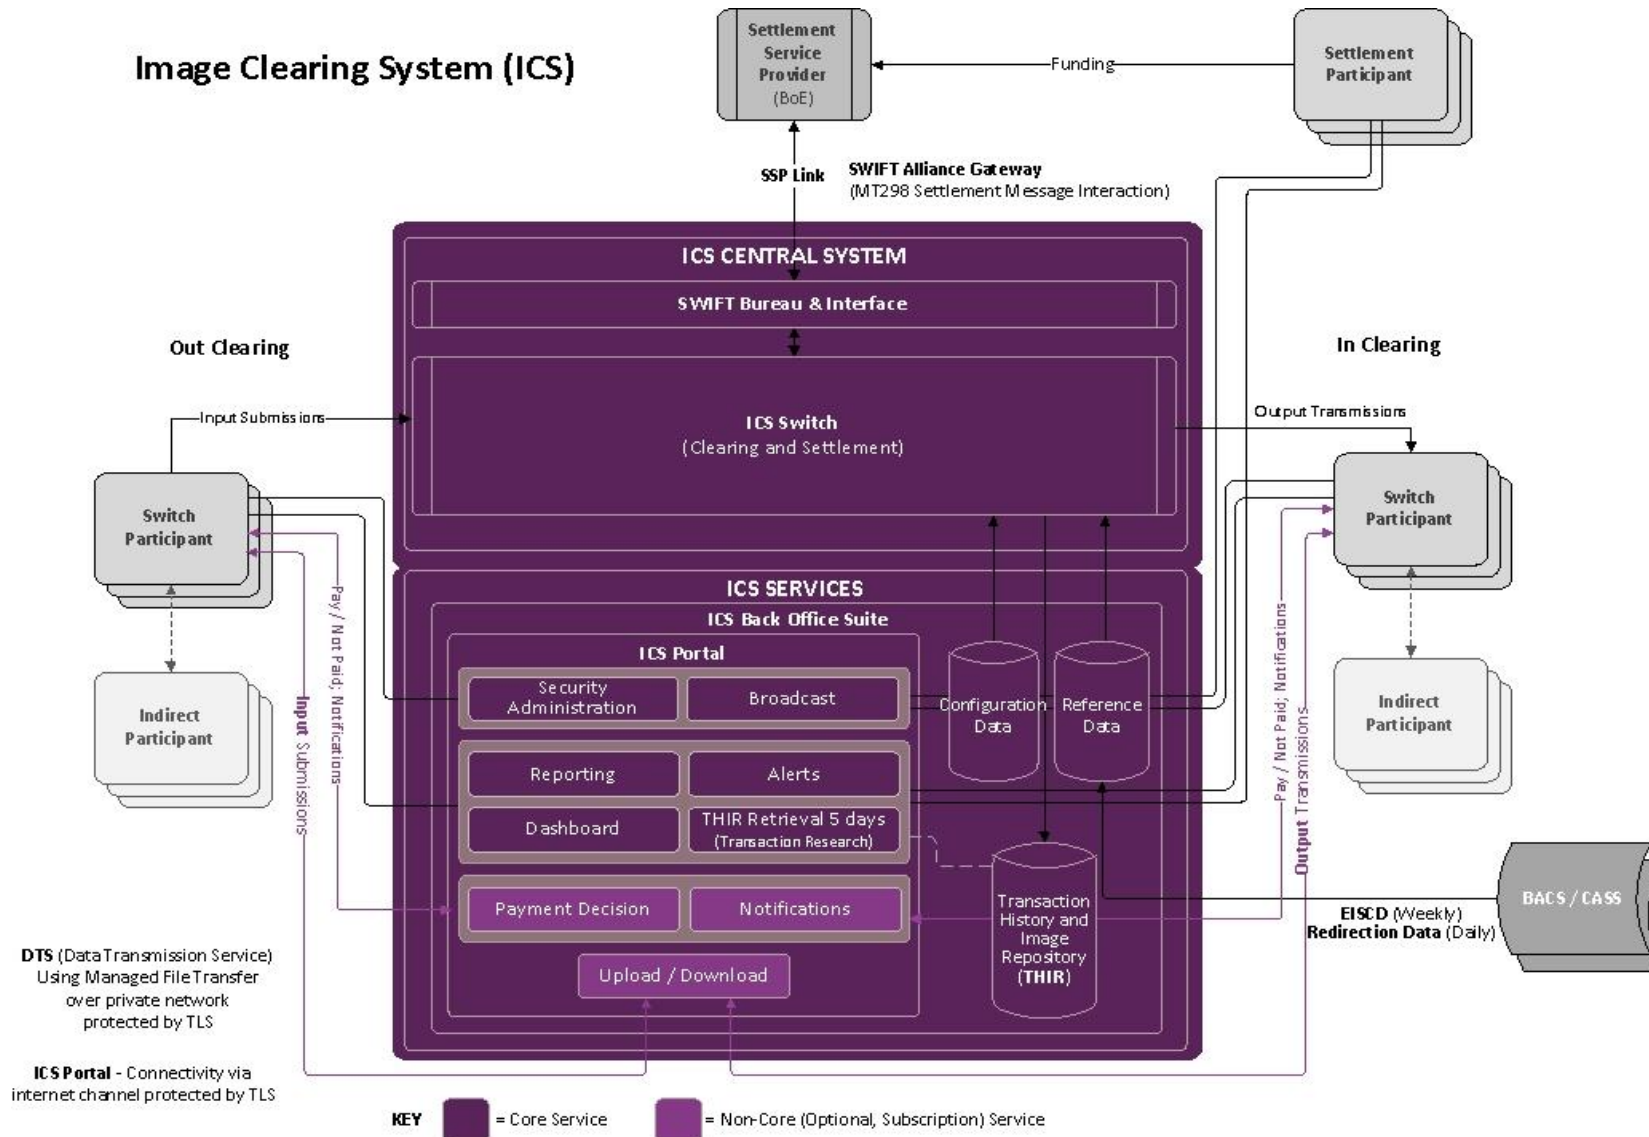 Image Clearing System (ICS)
Settlement
Service
Provider
(BoE)
Funding
Settlement
Participant
SSP Link
SWIFT Alliance Gateway
(MT298 Settlement Message Interaction)
ICS CENTRAL SYSTEM
SWIFT Bureau & Interface
Out Clearing
In Clearing
Input Submissions
ICS Switch
(Clearing and Settlement)
Output Transmissions
Switch
Participant
Switch
Participant
Pay / Not Paid; Notifications
Input Submissions
Indirect
Participant
ICS SERVICES
ICS Back Office Suite
ICS Portal
Security
Administration
Broadcast
Reporting
Alerts
Dashboard
THIR Retrieval 5 days
(Transaction Research)
Payment Decision
Notifications
Upload / Download
Configuration
Data
Reference
Data
Transaction
History and
Image
Repository
(THIR)
Pay / Not Paid; Notifications
Output Transmissions
Indirect
Participant
BACS / CASS
EISCD (Weekly)
Redirection Data (Daily)
DTS (Data Transmission Service)
Using Managed File Transfer
over private network
protected by TLS
ICS Portal - Connectivity via
internet channel protected by TLS
KEY
= Core Service
= Non-Core (Optional, Subscription) Service